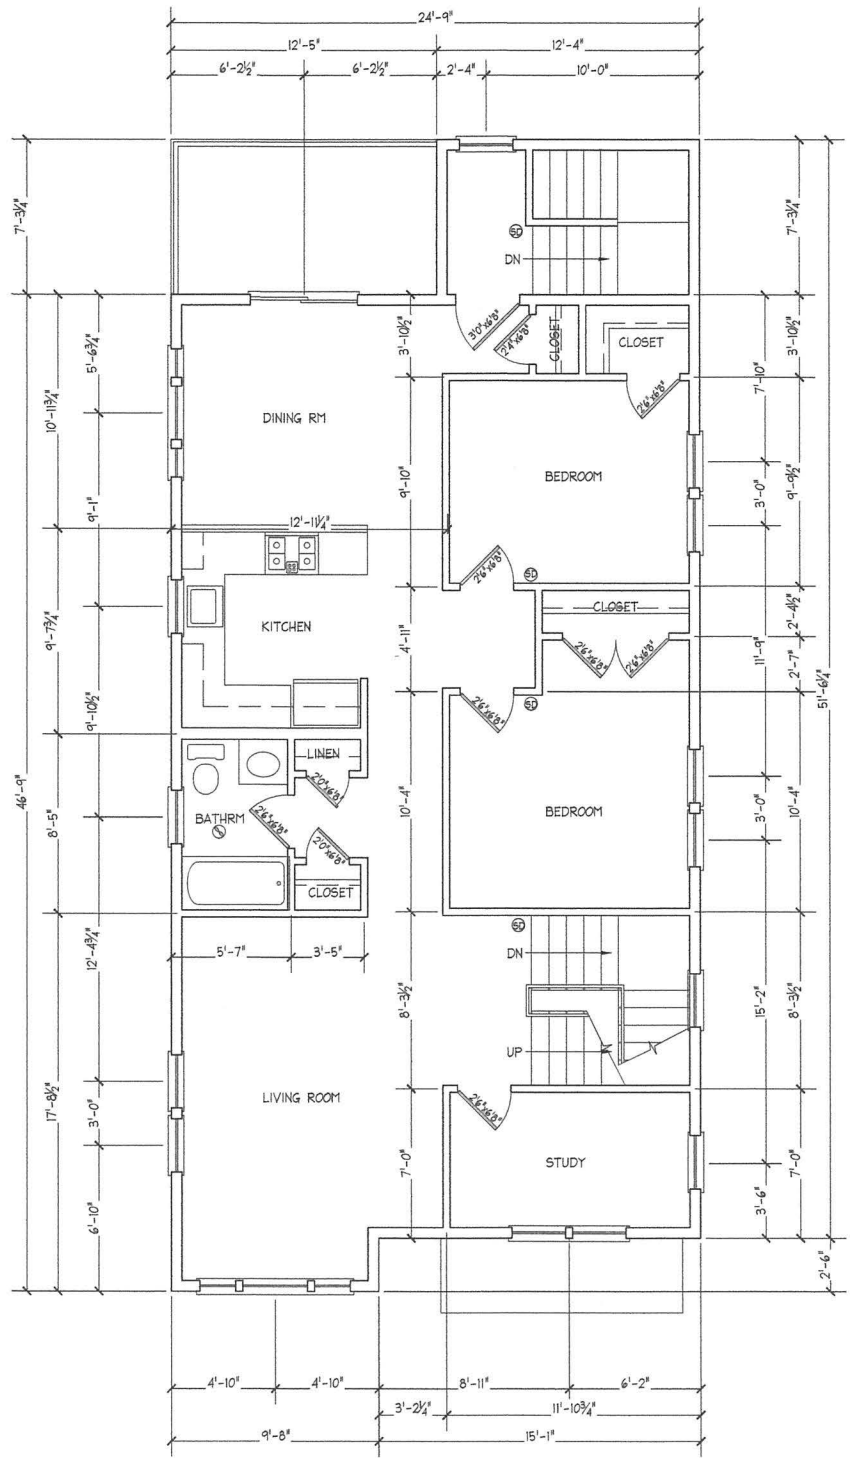 24'-9"
12'-5" 12'-4"
6'-2½" 6'-2½" 2'-4" 10'-0"
7'-3¼"
7'-3¼"
SD
DN
3'0"x6'8"
2'4"x6'8"
CLOSET
CLOSET
2'6"x6'8"
5'-6¾"
3'-10½"
3'-10½"
7'-10"
10'-11¾"
DINING RM
BEDROOM
9'-10"
3'-0"
9'-9½"
9'-1"
12'-11¼"
2'6"x6'8"
SD
KITCHEN
CLOSET
2'-4½"
9'-7¾"
4'-11"
2'6"x6'8" 2'6"x6'8"
11'-9"
2'-7"
51'-6¼"
9'-10½"
2'6"x6'8"
SD
LINEN
2'0"x6'8"
46'-9"
8'-5"
BATHRM
2'6"x6'8"
2'0"x6'8"
10'-4"
BEDROOM
3'-0"
10'-4"
CLOSET
SD
12'-4¾"
5'-7" 3'-5"
DN
8'-3½"
15'-2"
8'-3½"
UP
17'-8½"
3'-0"
LIVING ROOM
2'6"x6'8"
7'-0"
STUDY
7'-0"
3'-6"
6'-10"
2'-6"
4'-10" 4'-10" 8'-11" 6'-2"
3'-2¼" 11'-10¾"
9'-8" 15'-1"